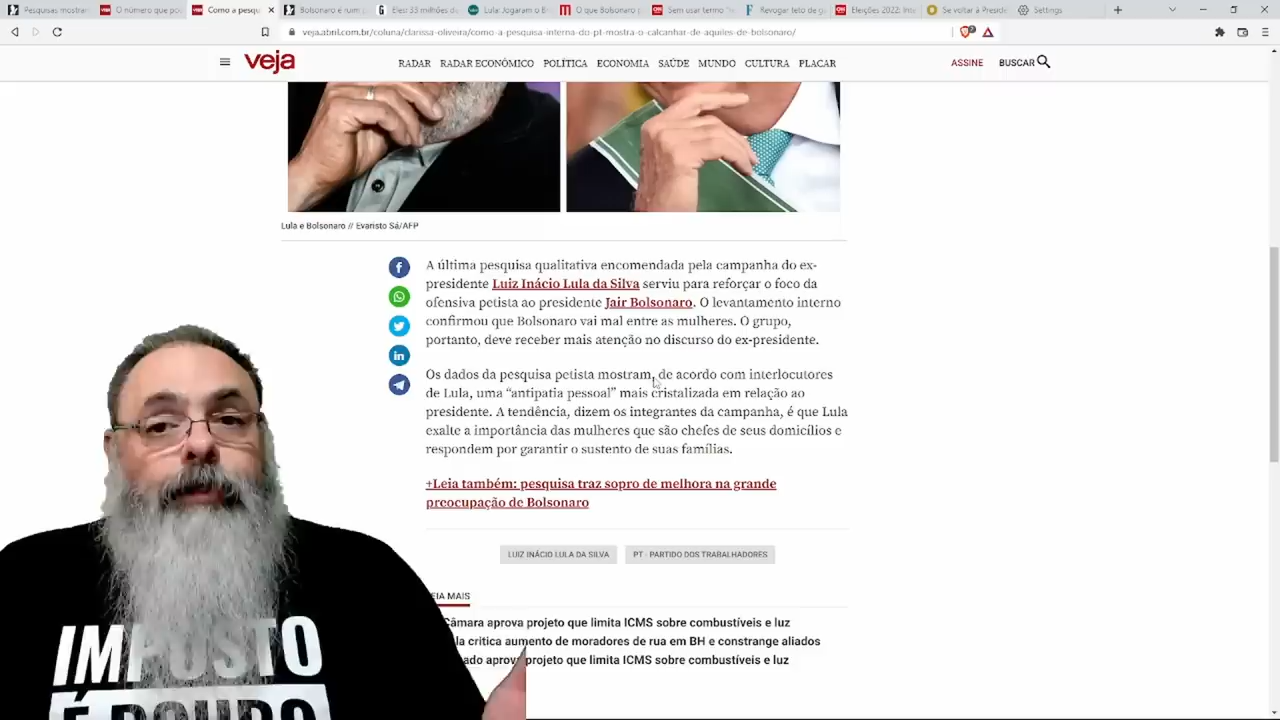 Pesquisas mostram
O número que po
Como a pesqu
Bolsonaro é ruim
Eles! 33 milhões d
Lula: Jogaram o B
O que Bolsonaro p
Sem usar termo "
Revogar teto de ga
Eleições 2022: Inte
Se voltar à Presid
Settings
veja.abril.com.br/coluna/clarissa-oliveira/como-a-pesquisa-interna-do-pt-mostra-o-calcanhar-de-aquiles-de-bolsonaro/
veja
RADAR RADAR ECONÔMICO POLÍTICA ECONOMIA SAÚDE MUNDO CULTURA PLACAR
ASSINE
BUSCAR
Lula e Bolsonaro // Evaristo Sá/AFP
A última pesquisa qualitativa encomendada pela campanha do ex-
presidente Luiz Inácio Lula da Silva serviu para reforçar o foco da
ofensiva petista ao presidente Jair Bolsonaro. O levantamento interno
confirmou que Bolsonaro vai mal entre as mulheres. O grupo,
portanto, deve receber mais atenção no discurso do ex-presidente.
Os dados da pesquisa petista mostram, de acordo com interlocutores
de Lula, uma “antipatia pessoal” mais cristalizada em relação ao
presidente. A tendência, dizem os integrantes da campanha, é que Lula
exalte a importância das mulheres que são chefes de seus domicílios e
respondem por garantir o sustento de suas famílias.
+Leia também: pesquisa traz sopro de melhora na grande
preocupação de Bolsonaro
LUIZ INÁCIO LULA DA SILVA
PT - PARTIDO DOS TRABALHADORES
EIA MAIS
Câmara aprova projeto que limita ICMS sobre combustíveis e luz
la critica aumento de moradores de rua em BH e constrange aliados
ado aprova projeto que limita ICMS sobre combustíveis e luz
IMPOSTO
É ROUBO